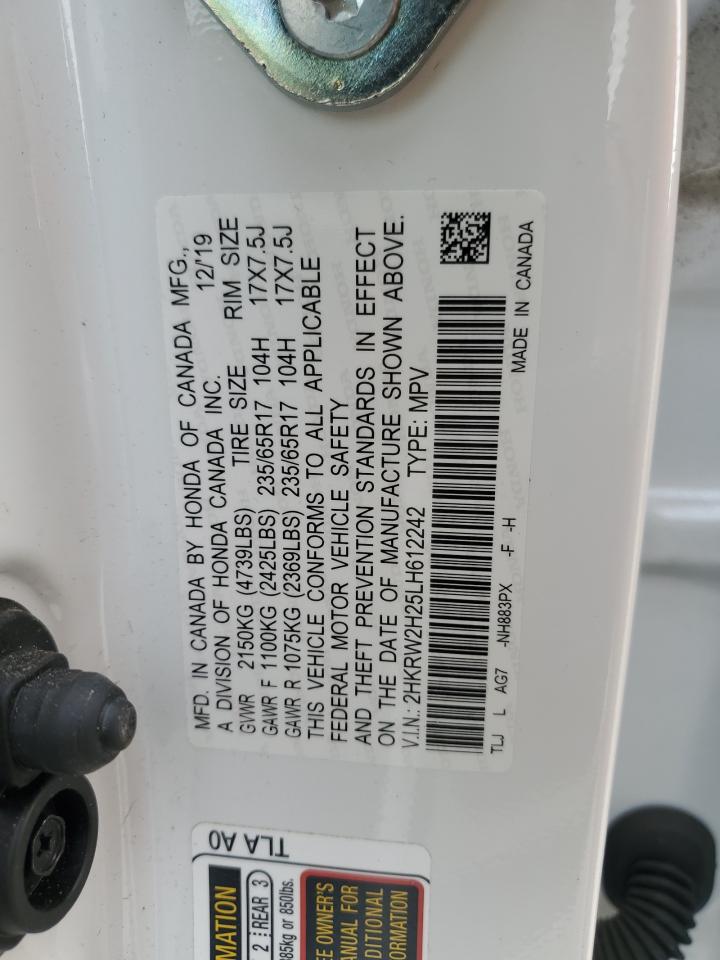 MFD. IN CANADA BY HONDA OF CANADA MFG.,
A DIVISION OF HONDA CANADA INC. 12/'19
GVWR 2150KG (4739LBS) TIRE SIZE RIM SIZE
GAWR F 1100KG (2425LBS) 235/65R17 104H 17X7.5J
GAWR R 1075KG (2369LBS) 235/65R17 104H 17X7.5J
THIS VEHICLE CONFORMS TO ALL APPLICABLE
FEDERAL MOTOR VEHICLE SAFETY
AND THEFT PREVENTION STANDARDS IN EFFECT
ON THE DATE OF MANUFACTURE SHOWN ABOVE.
V.I.N.: 2HKRW2H25LH612242 TYPE: MPV
TLJ L AG7 -NH883PX -F -H MADE IN CANADA
TLA A0
MATION
2 REAR 3
385kg or 850lbs.
EE OWNER'S
ANUAL FOR
DITIONAL
FORMATION